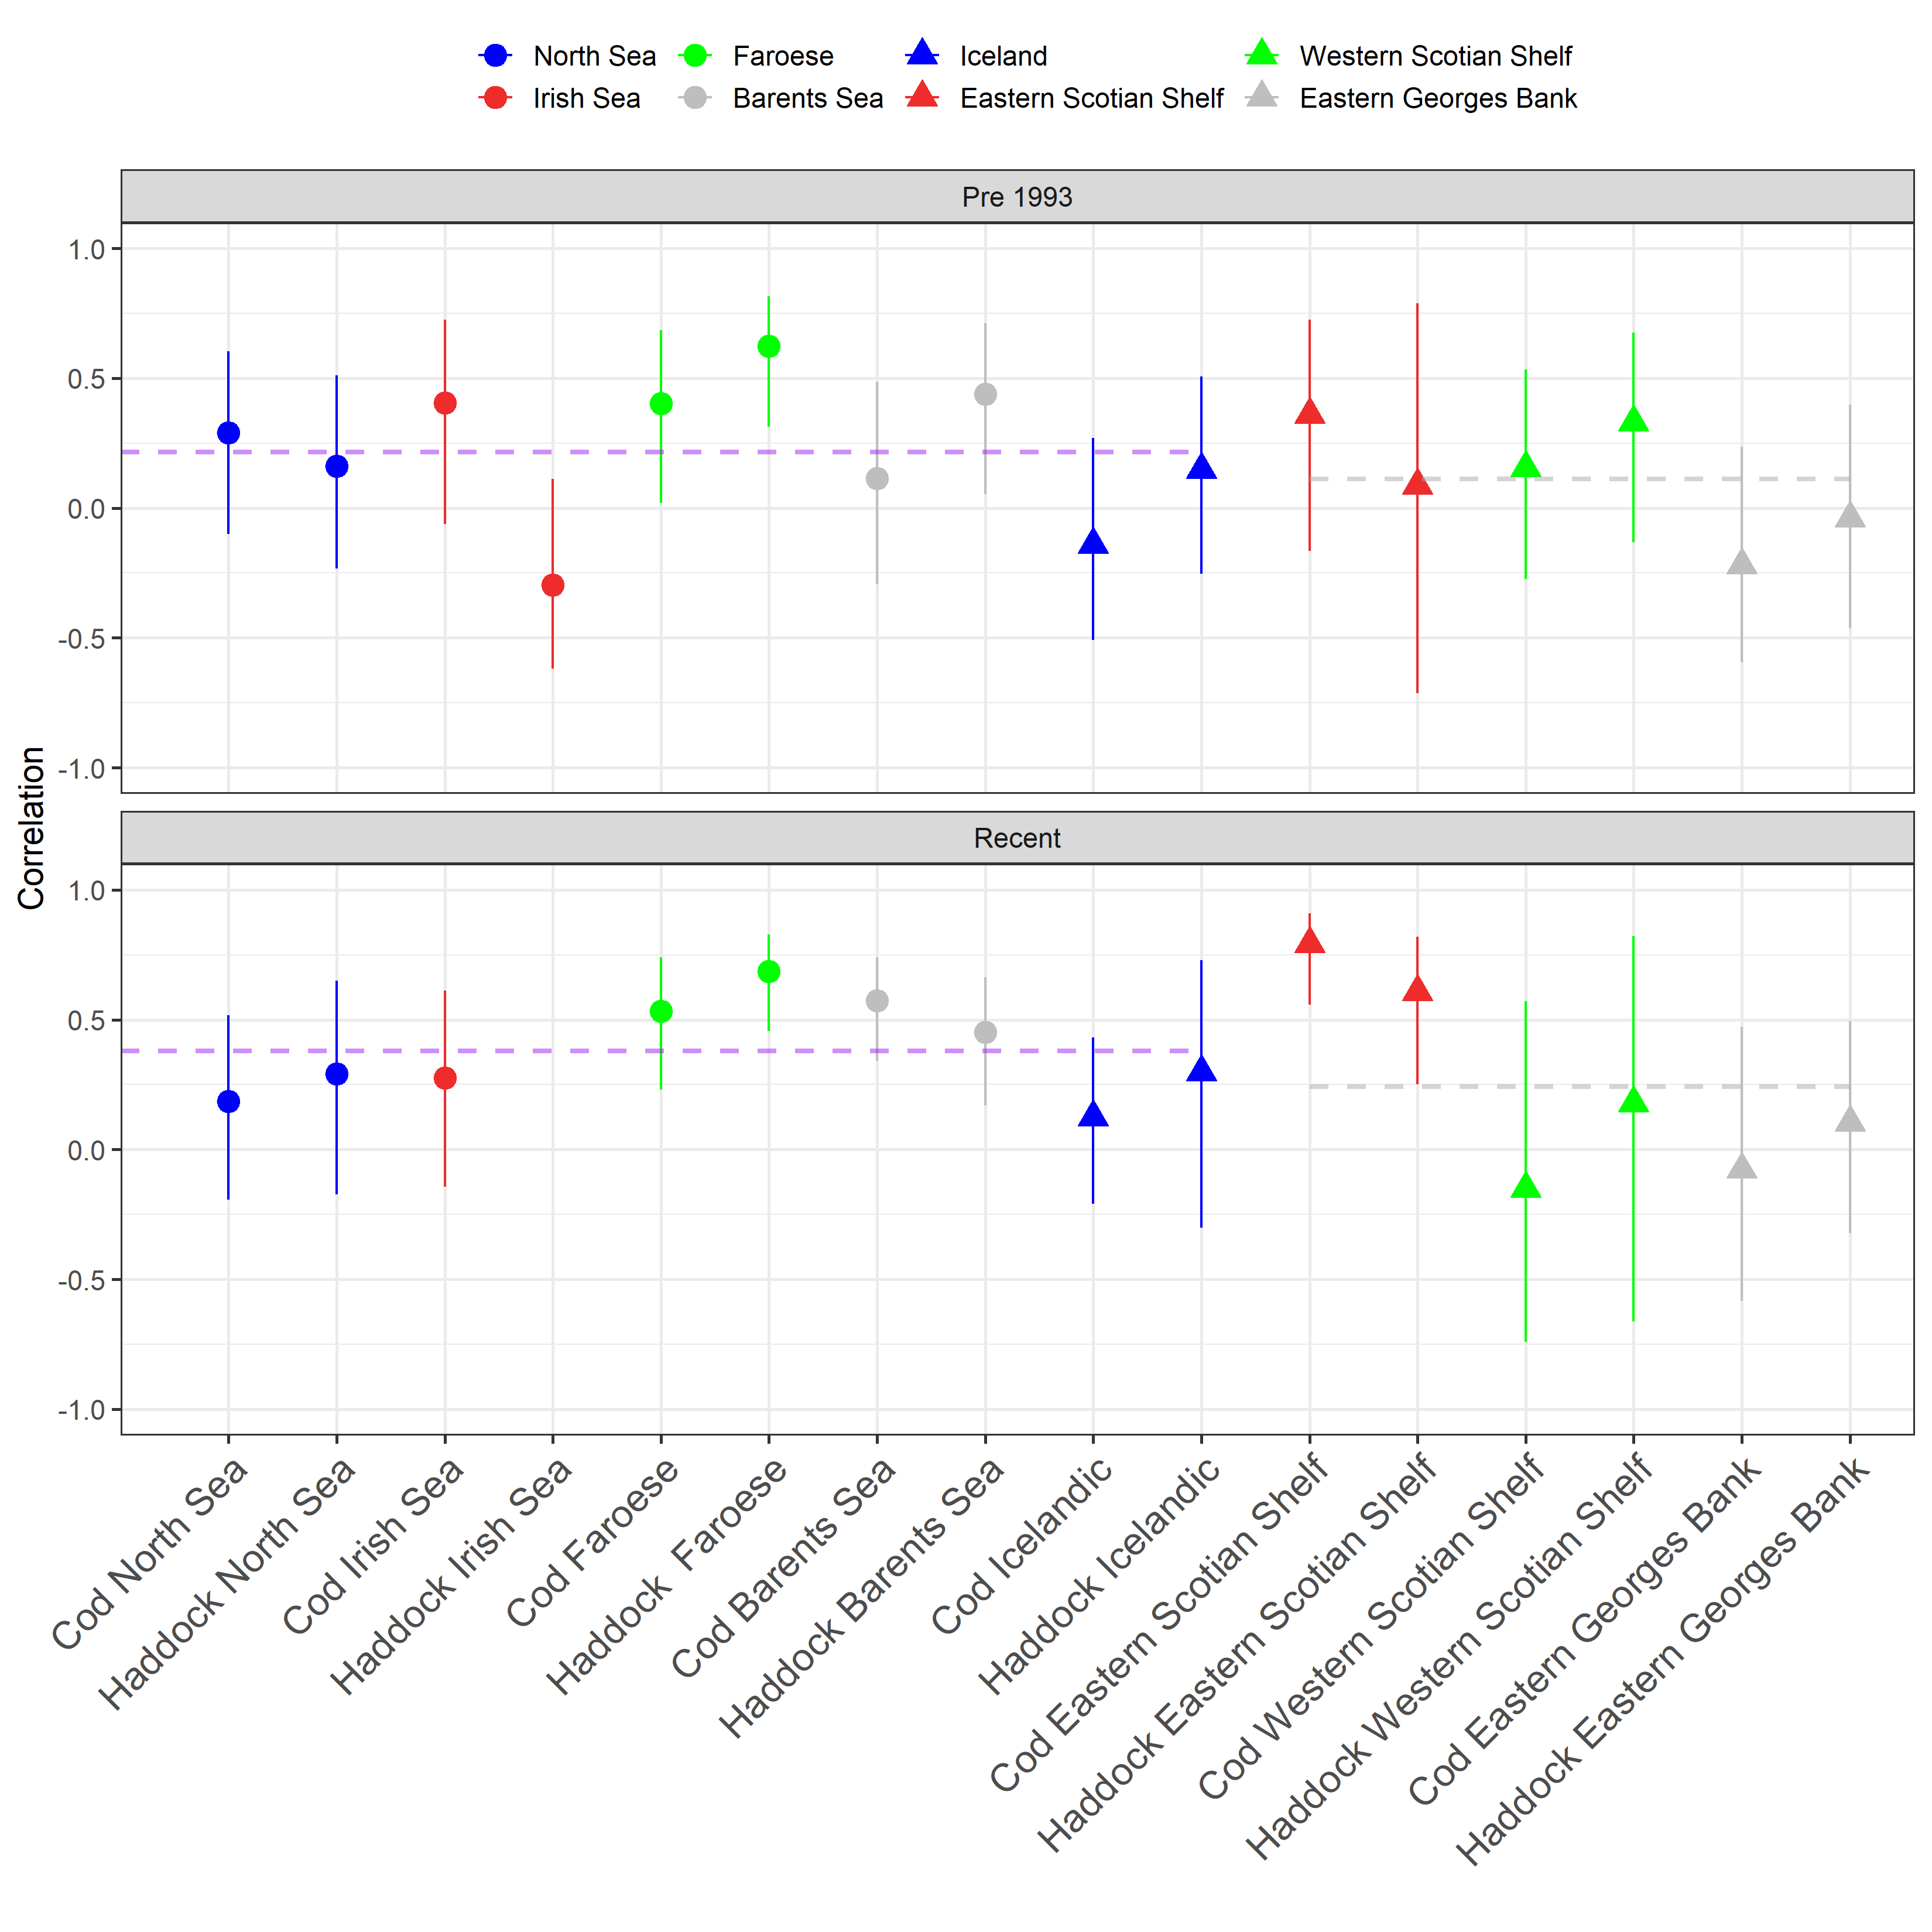 North Sea Faroese Iceland Western Scotian Shelf
Irish Sea Barents Sea Eastern Scotian Shelf Eastern Georges Bank
Pre 1993
1.0
0.5
0.0
-0.5
-1.0
Correlation
Recent
1.0
0.5
0.0
-0.5
-1.0
Cod North Sea
Haddock North Sea
Cod Irish Sea
Haddock Irish Sea
Cod Faroese
Haddock  Faroese
Cod Barents Sea
Haddock Barents Sea
Cod Icelandic
Haddock Icelandic
Cod Eastern Scotian Shelf
Haddock Eastern Scotian Shelf
Cod Western Scotian Shelf
Haddock Western Scotian Shelf
Cod Eastern Georges Bank
Haddock Eastern Georges Bank